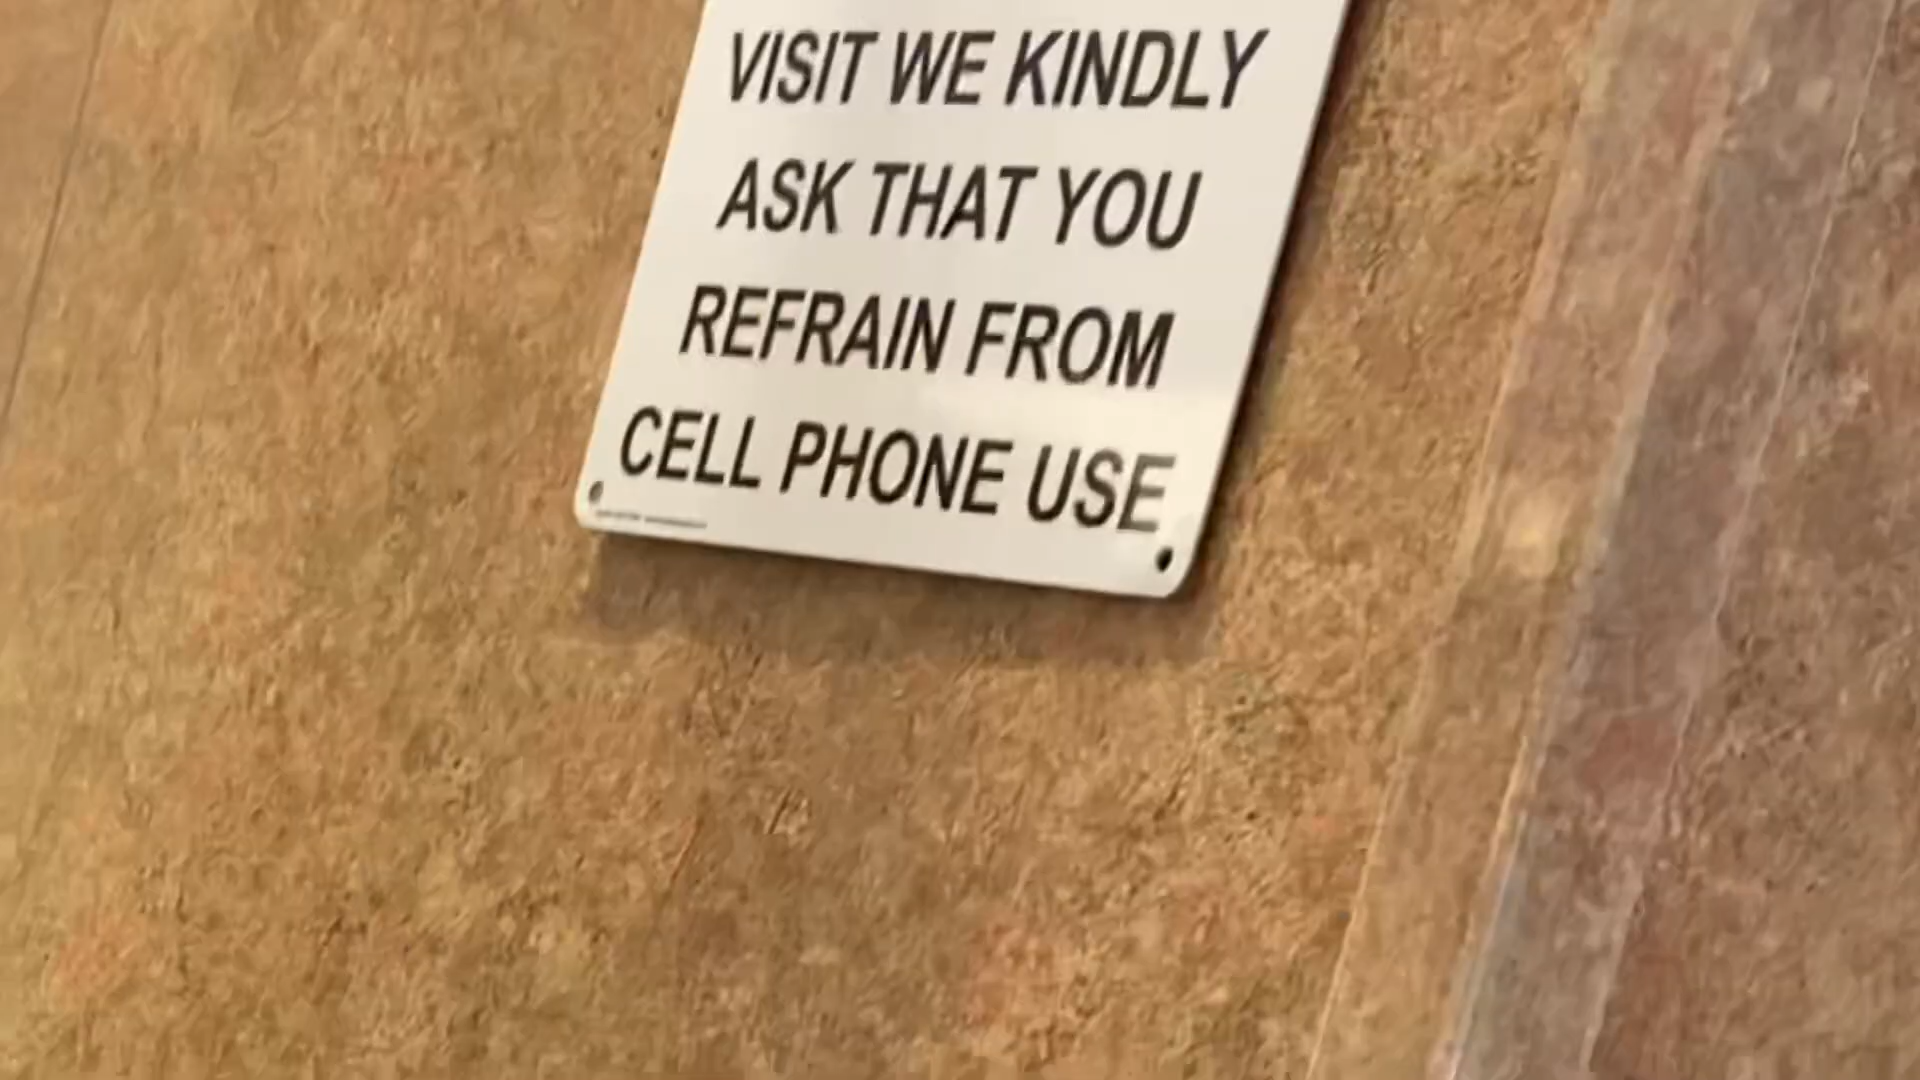 VISIT WE KINDLY
ASK THAT YOU
REFRAIN FROM
CELL PHONE USE